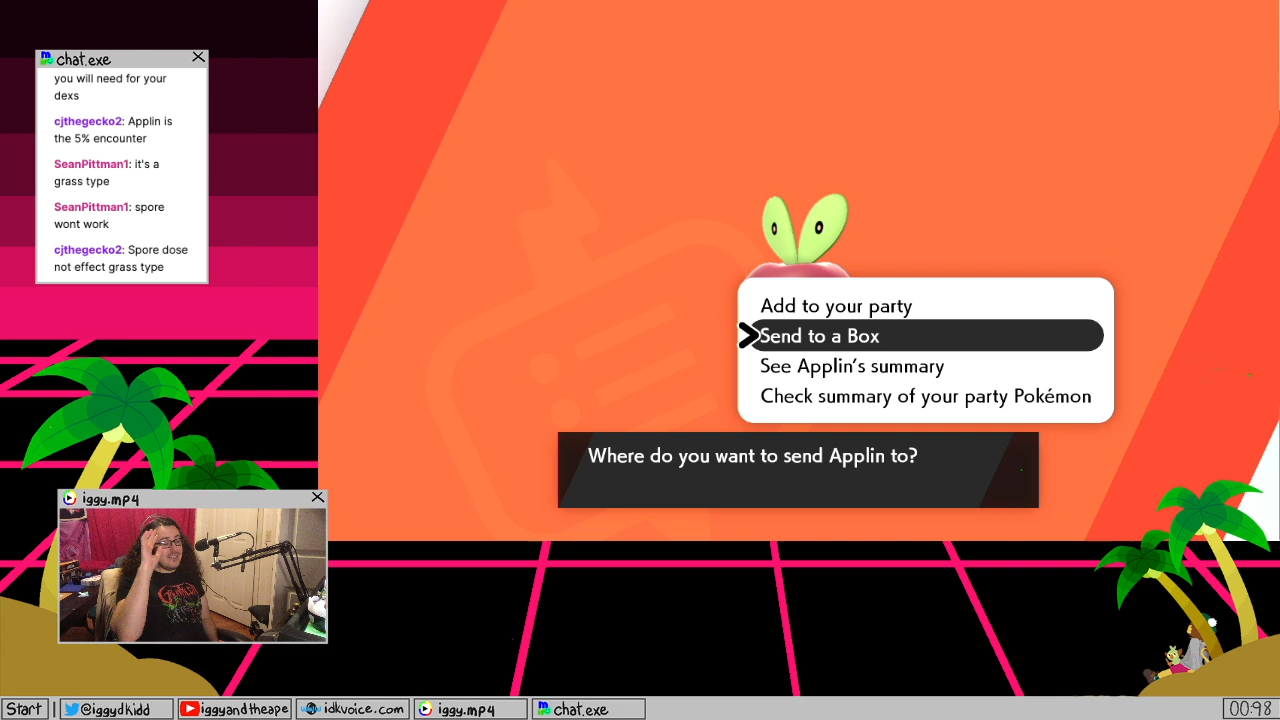 chat.exe
you will need for your
dexs
cjthegecko2: Applin is
the 5% encounter
SeanPittman1: it's a
grass type
SeanPittman1: spore
wont work
cjthegecko2: Spore dose
not effect grass type
Add to your party
Send to a Box
See Applin's summary
Check summary of your party Pokémon
Where do you want to send Applin to?
iggy.mp4
Start
@iggydkidd
iggyandtheape
idkvoice.com
iggy.mp4
chat.exe
00:98